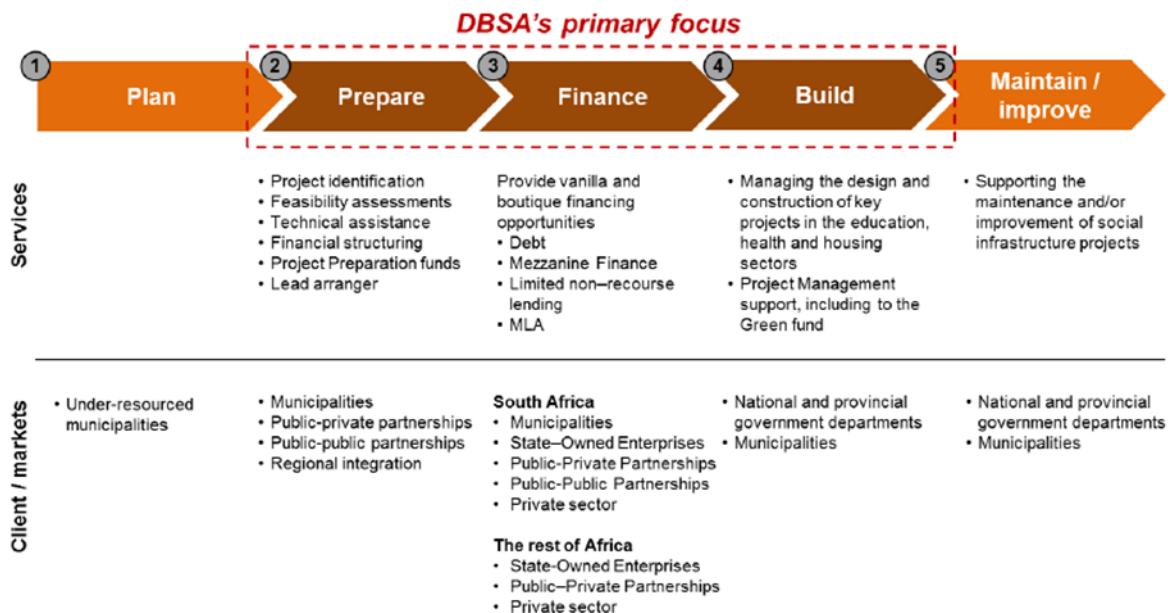 DBSA's primary focus
1
Plan
2
Prepare
3
Finance
4
Build
5
Maintain /
improve
Services
• Project identification
• Feasibility assessments
• Technical assistance
• Financial structuring
• Project Preparation funds
• Lead arranger
Provide vanilla and
boutique financing
opportunities
• Debt
• Mezzanine Finance
• Limited non–recourse
lending
• MLA
• Managing the design and
construction of key
projects in the education,
health and housing
sectors
• Project Management
support, including to the
Green fund
• Supporting the
maintenance and/or
improvement of social
infrastructure projects
Client / markets
• Under-resourced
municipalities
• Municipalities
• Public-private partnerships
• Public-public partnerships
• Regional integration
South Africa
• Municipalities
• State–Owned Enterprises
• Public-Private Partnerships
• Public-Public Partnerships
• Private sector
The rest of Africa
• State-Owned Enterprises
• Public–Private Partnerships
• Private sector
• National and provincial
government departments
• Municipalities
• National and provincial
government departments
• Municipalities